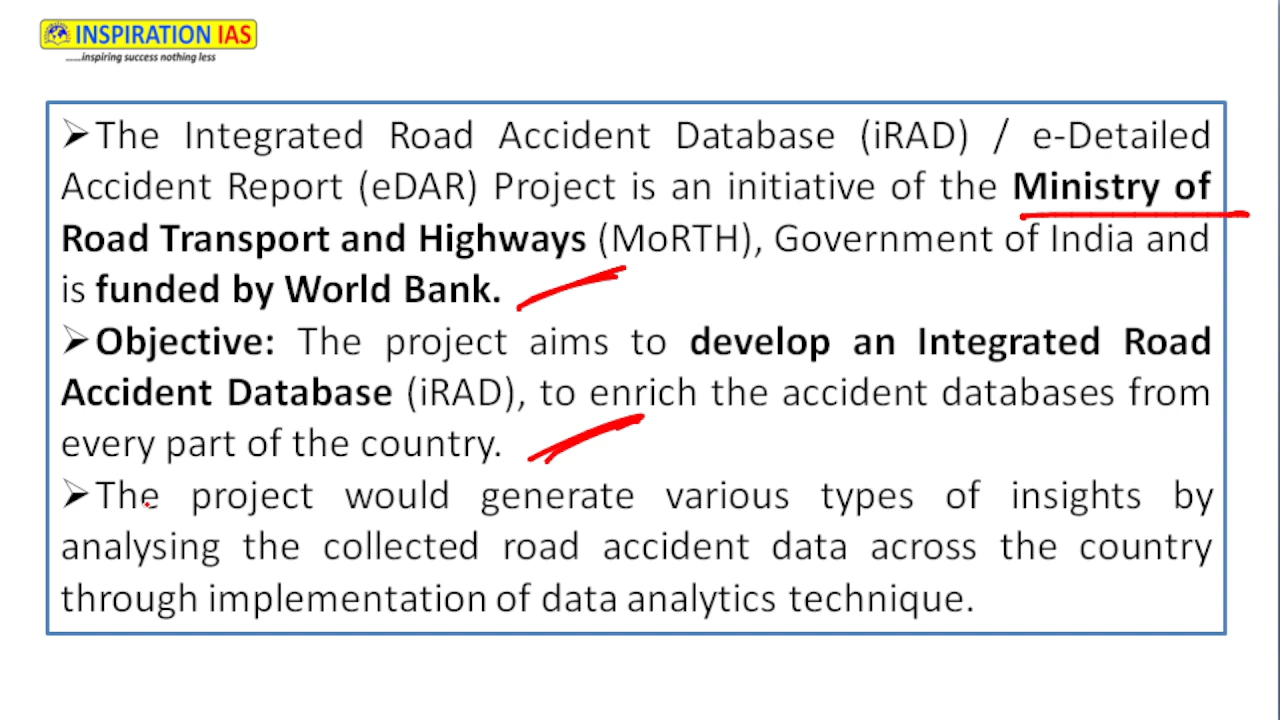 INSPIRATION IAS
......inspiring success nothing less
➢The Integrated Road Accident Database (iRAD) / e-Detailed
Accident Report (eDAR) Project is an initiative of the Ministry of
Road Transport and Highways (MoRTH), Government of India and
is funded by World Bank.
➢Objective: The project aims to develop an Integrated Road
Accident Database (iRAD), to enrich the accident databases from
every part of the country.
➢The project would generate various types of insights by
analysing the collected road accident data across the country
through implementation of data analytics technique.